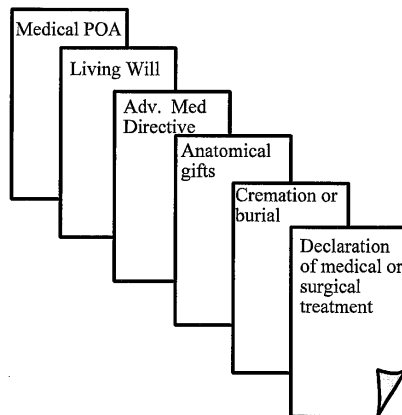 Medical POA
Living Will
Adv. Med
Directive
Anatomical
gifts
Cremation or
burial
Declaration
of medical or
surgical
treatment